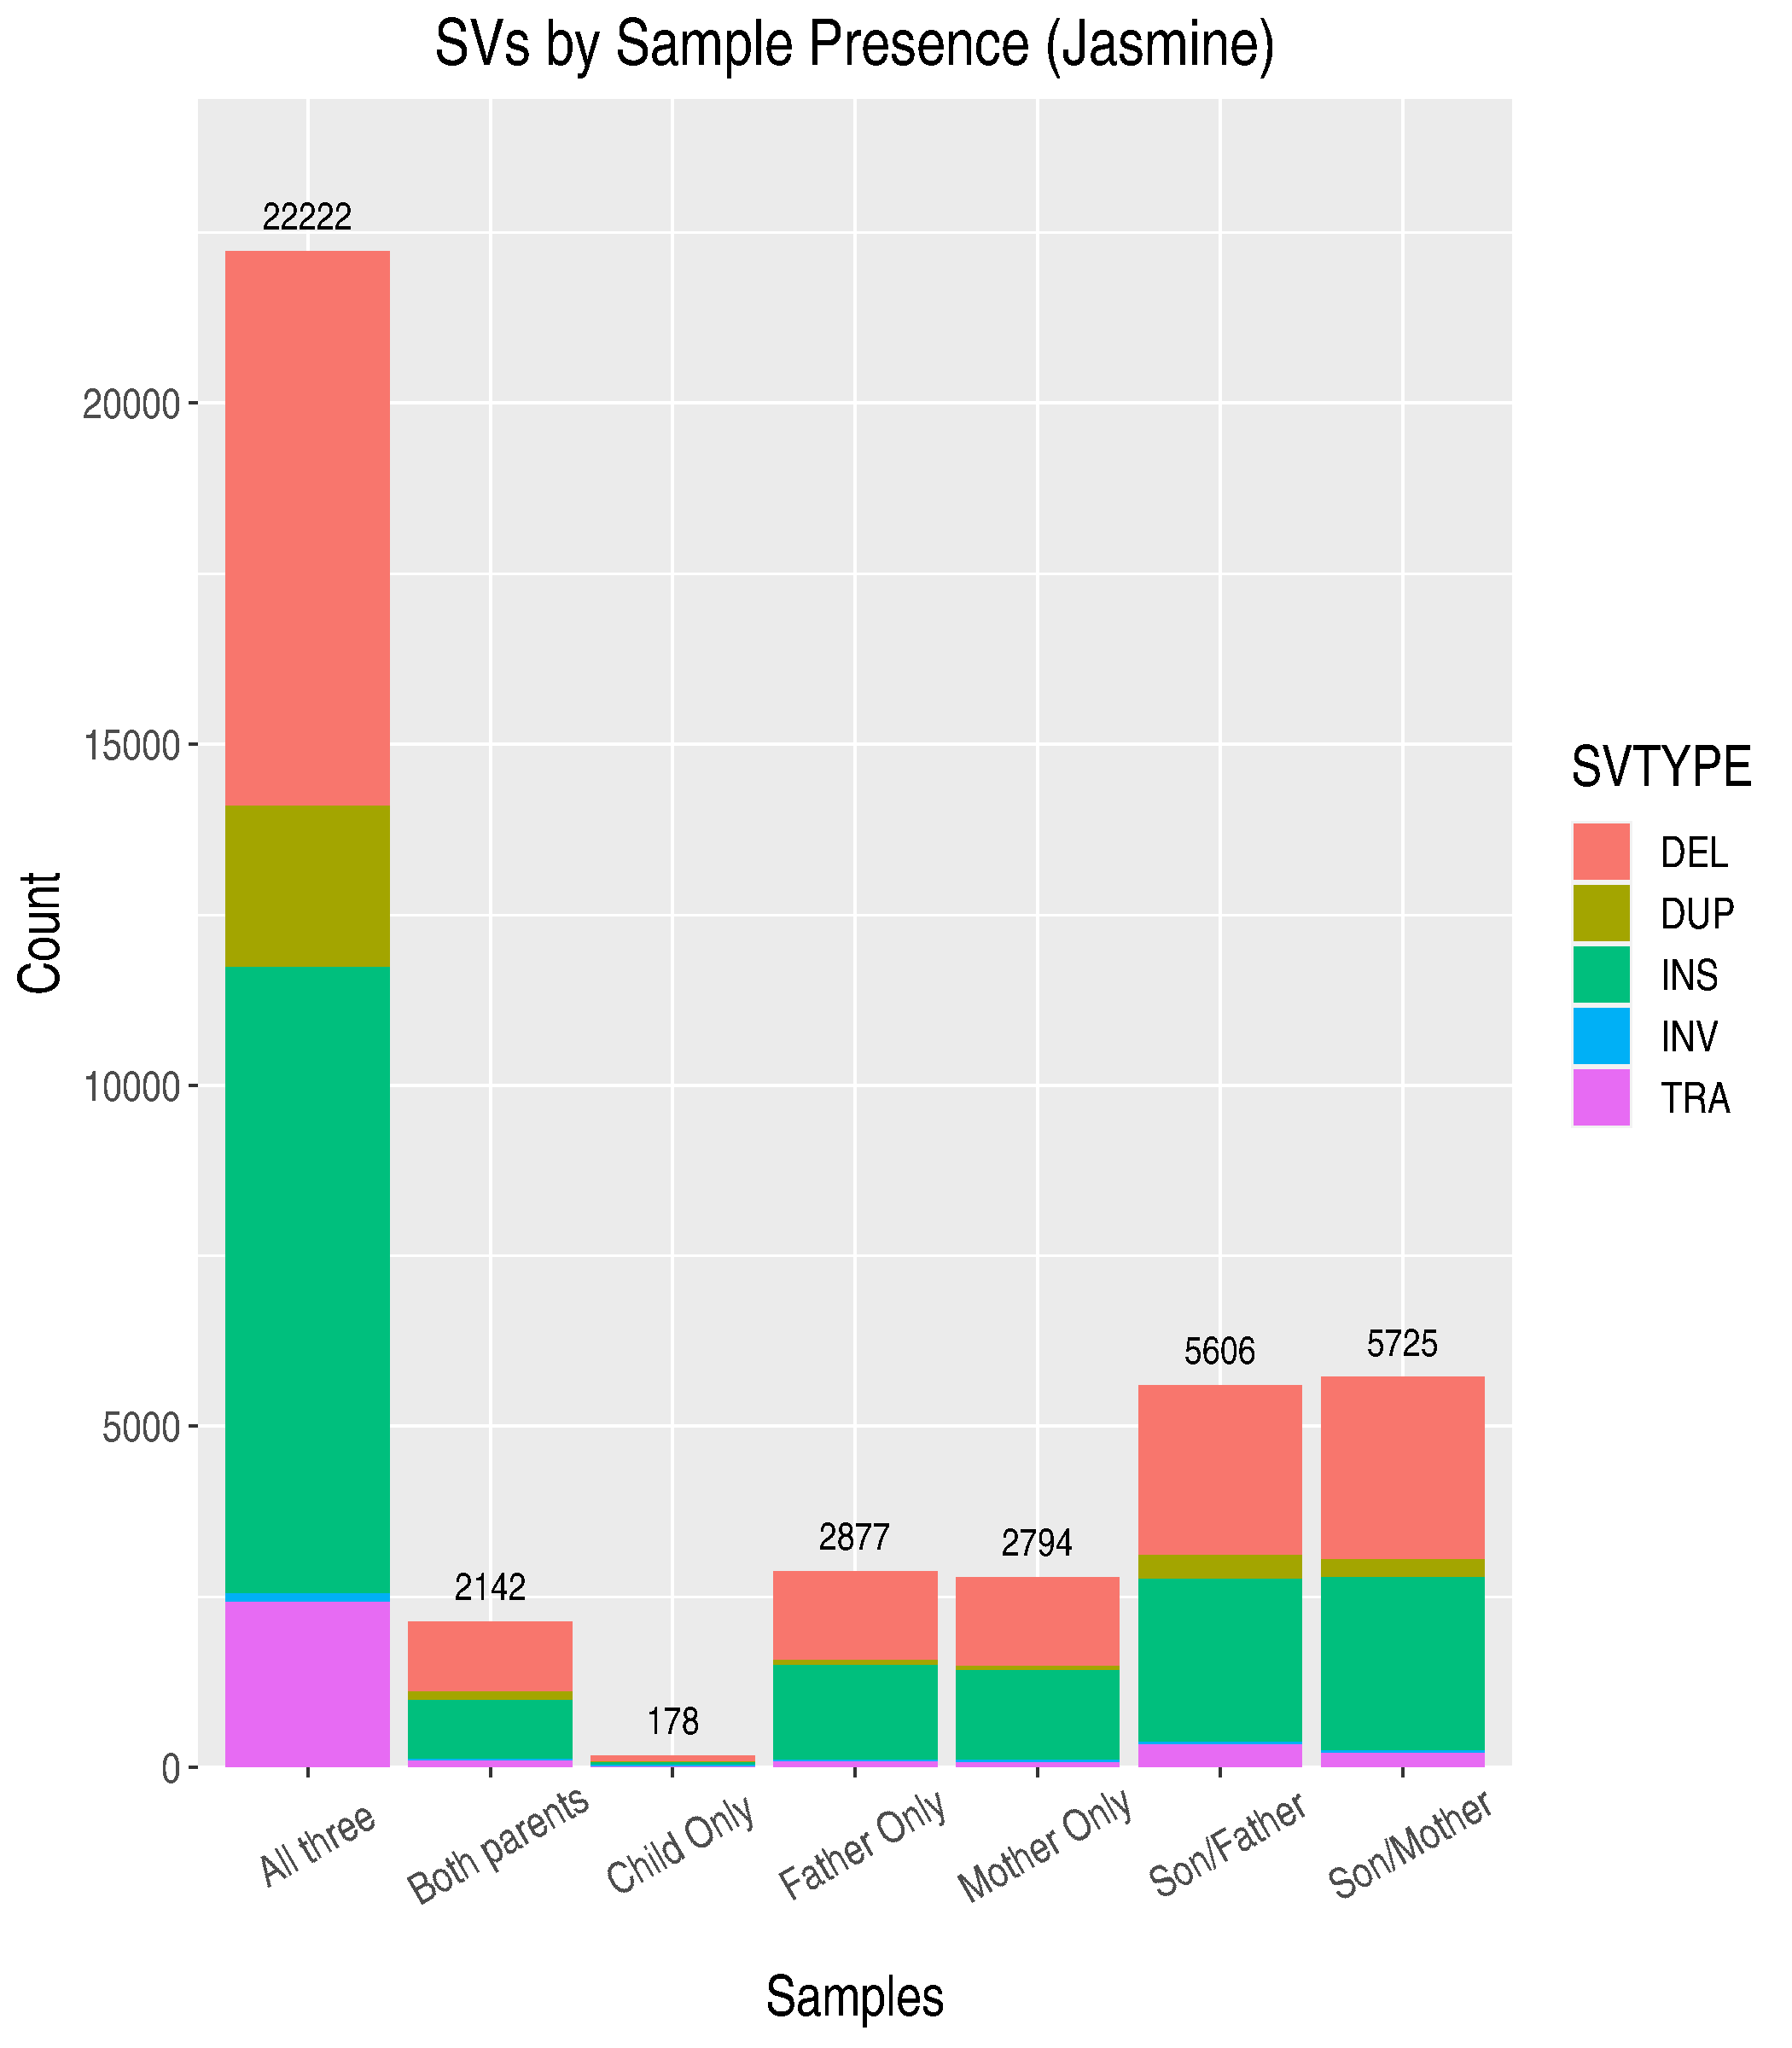 SVs by Sample Presence (Jasmine)
22222
20000
15000
10000
5000
0
Count
2142
178
2877
2794
5606
5725
All three
Both parents
Child Only
Father Only
Mother Only
Son/Father
Son/Mother
Samples
SVTYPE
DEL
DUP
INS
INV
TRA